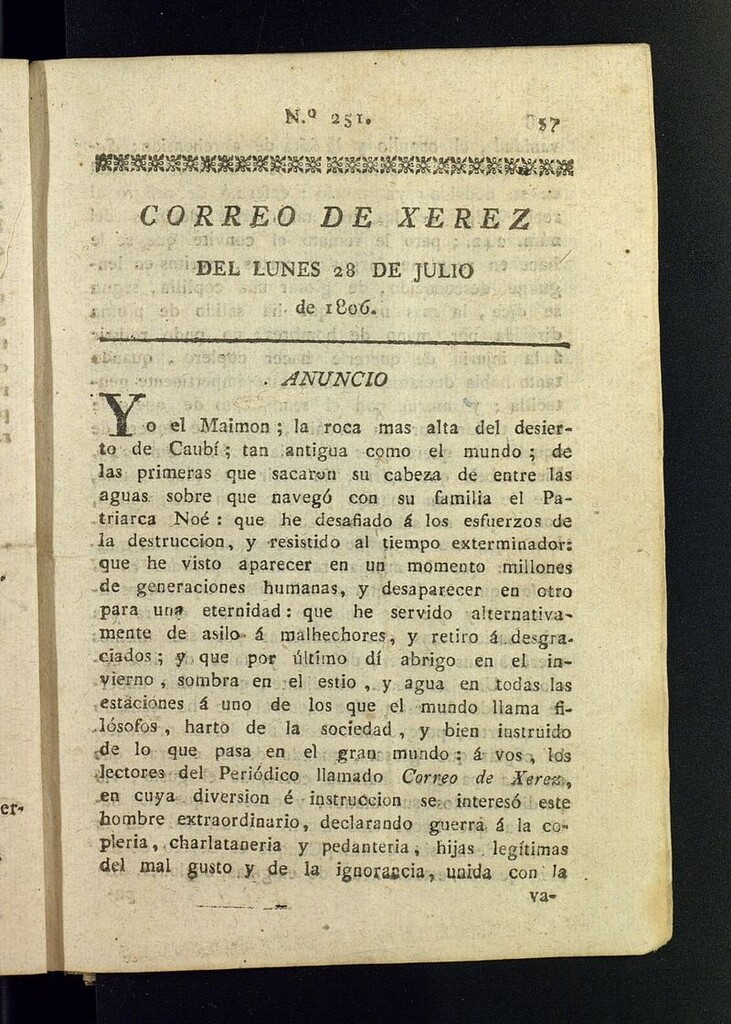 N.º 251. 57
CORREO DE XEREZ
DEL LUNES 28 DE JULIO
de 1806.
ANUNCIO
Yo el Maimon ; la roca mas alta del desier-
to de Caubí ; tan antigua como el mundo ; de
las primeras que sacaron su cabeza de entre las
aguas sobre que navegó con su familia el Pa-
triarca Noé : que he desafiado á los esfuerzos de
la destruccion, y resistido al tiempo exterminador:
que he visto aparecer en un momento millones
de generaciones humanas, y desaparecer en otro
para una eternidad : que he servido alternativa-
mente de asilo á malhechores, y retiro á desgra-
ciados ; y que por último dí abrigo en el in-
vierno , sombra en el estio , y agua en todas las
estaciones á uno de los que el mundo llama fi-
lósofos , harto de la sociedad , y bien instruido
de lo que pasa en el gran mundo : á vos , los
lectores del Periódico llamado Correo de Xerez,
en cuya diversion é instruccion se interesó este
hombre extraordinario, declarando guerra á la co-
pleria, charlataneria y pedanteria, hijas legítimas
del mal gusto y de la ignorancia, unida con la
va-
er-